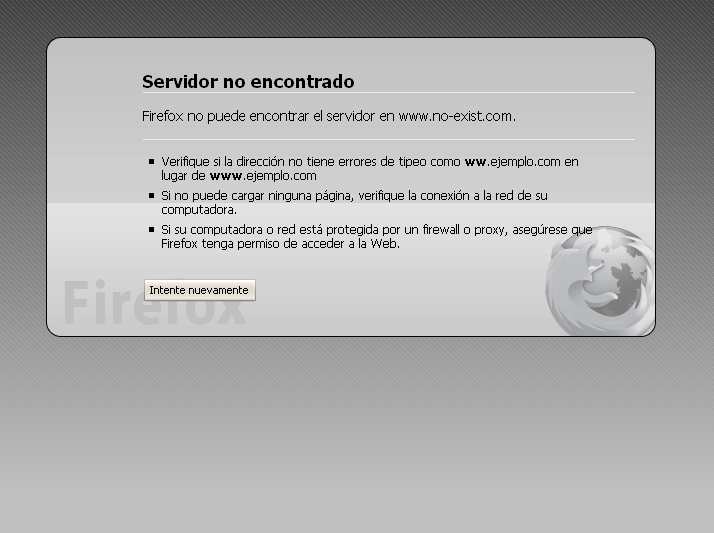 Servidor no encontrado
Firefox no puede encontrar el servidor en www.no-exist.com.
Verifique si la dirección no tiene errores de tipeo como ww.ejemplo.com en
lugar de www.ejemplo.com
Si no puede cargar ninguna página, verifique la conexión a la red de su
computadora.
Si su computadora o red está protegida por un firewall o proxy, asegúrese que
Firefox tenga permiso de acceder a la Web.
Intente nuevamente
Firefox